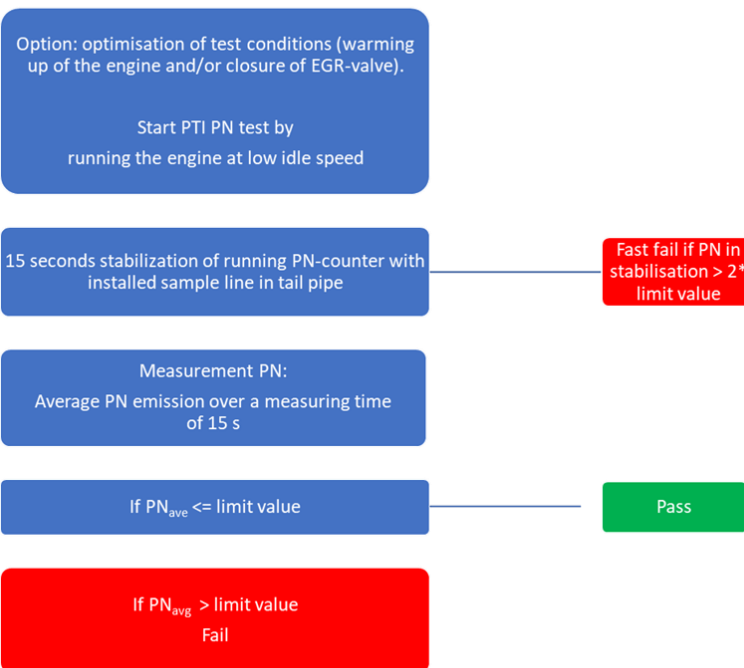 Option: optimisation of test conditions (warming
up of the engine and/or closure of EGR-valve).
Start PTI PN test by
running the engine at low idle speed
15 seconds stabilization of running PN-counter with
installed sample line in tail pipe
Fast fail if PN in
stabilisation > 2*
limit value
Measurement PN:
Average PN emission over a measuring time
of 15 s
If PNave <= limit value
Pass
If PNavg > limit value
Fail